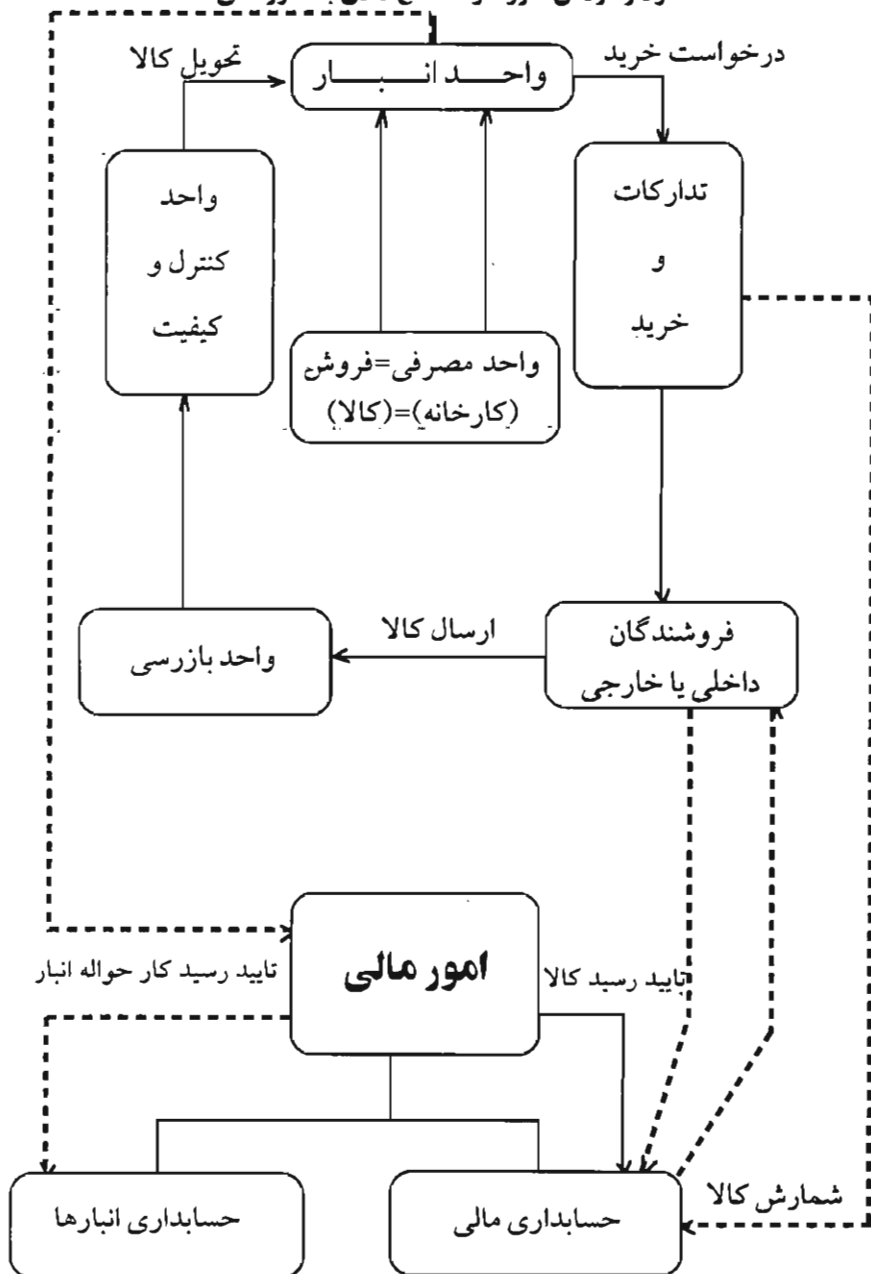 تحویل کالا
واحد انبار
درخواست خرید
واحد
کنترل و
کیفیت
تدارکات
و
خرید
واحد مصرفی=فروش
(کارخانه)=(کالا)
واحد بازرسی
ارسال کالا
فروشندگان
داخلی یا خارجی
امور مالی
تایید رسید کار حواله انبار
تایید رسید کالا
حسابداری انبارها
حسابداری مالی
شمارش کالا